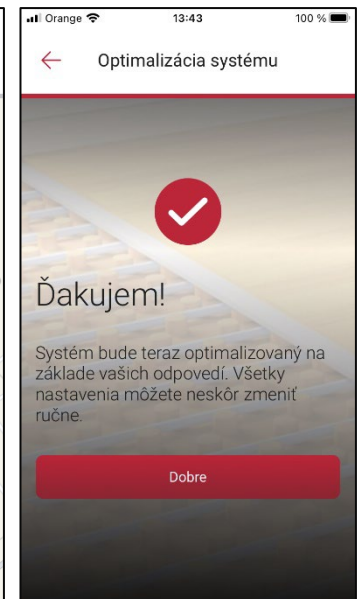 Orange 13:43 100 %
Optimalizácia systému
Ďakujem!
Systém bude teraz optimalizovaný na
základe vašich odpovedí. Všetky
nastavenia môžete neskôr zmeniť
ručne.
Dobre